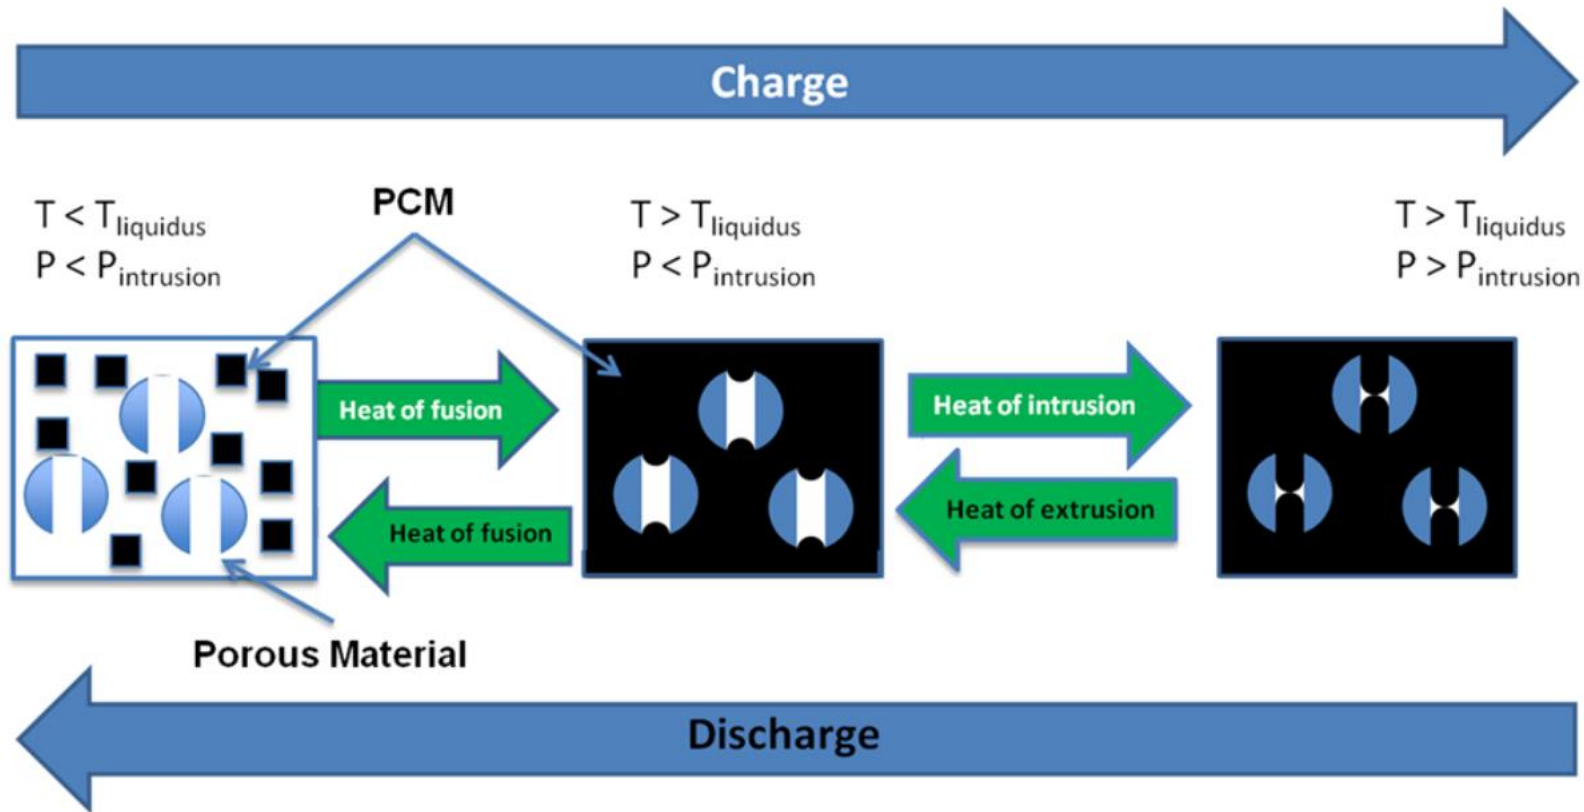 Charge
PCM
T < Tliquidus
P < Pintrusion
T > Tliquidus
P < Pintrusion
T > Tliquidus
P > Pintrusion
Heat of fusion
Heat of intrusion
Heat of fusion
Heat of extrusion
Porous Material
Discharge